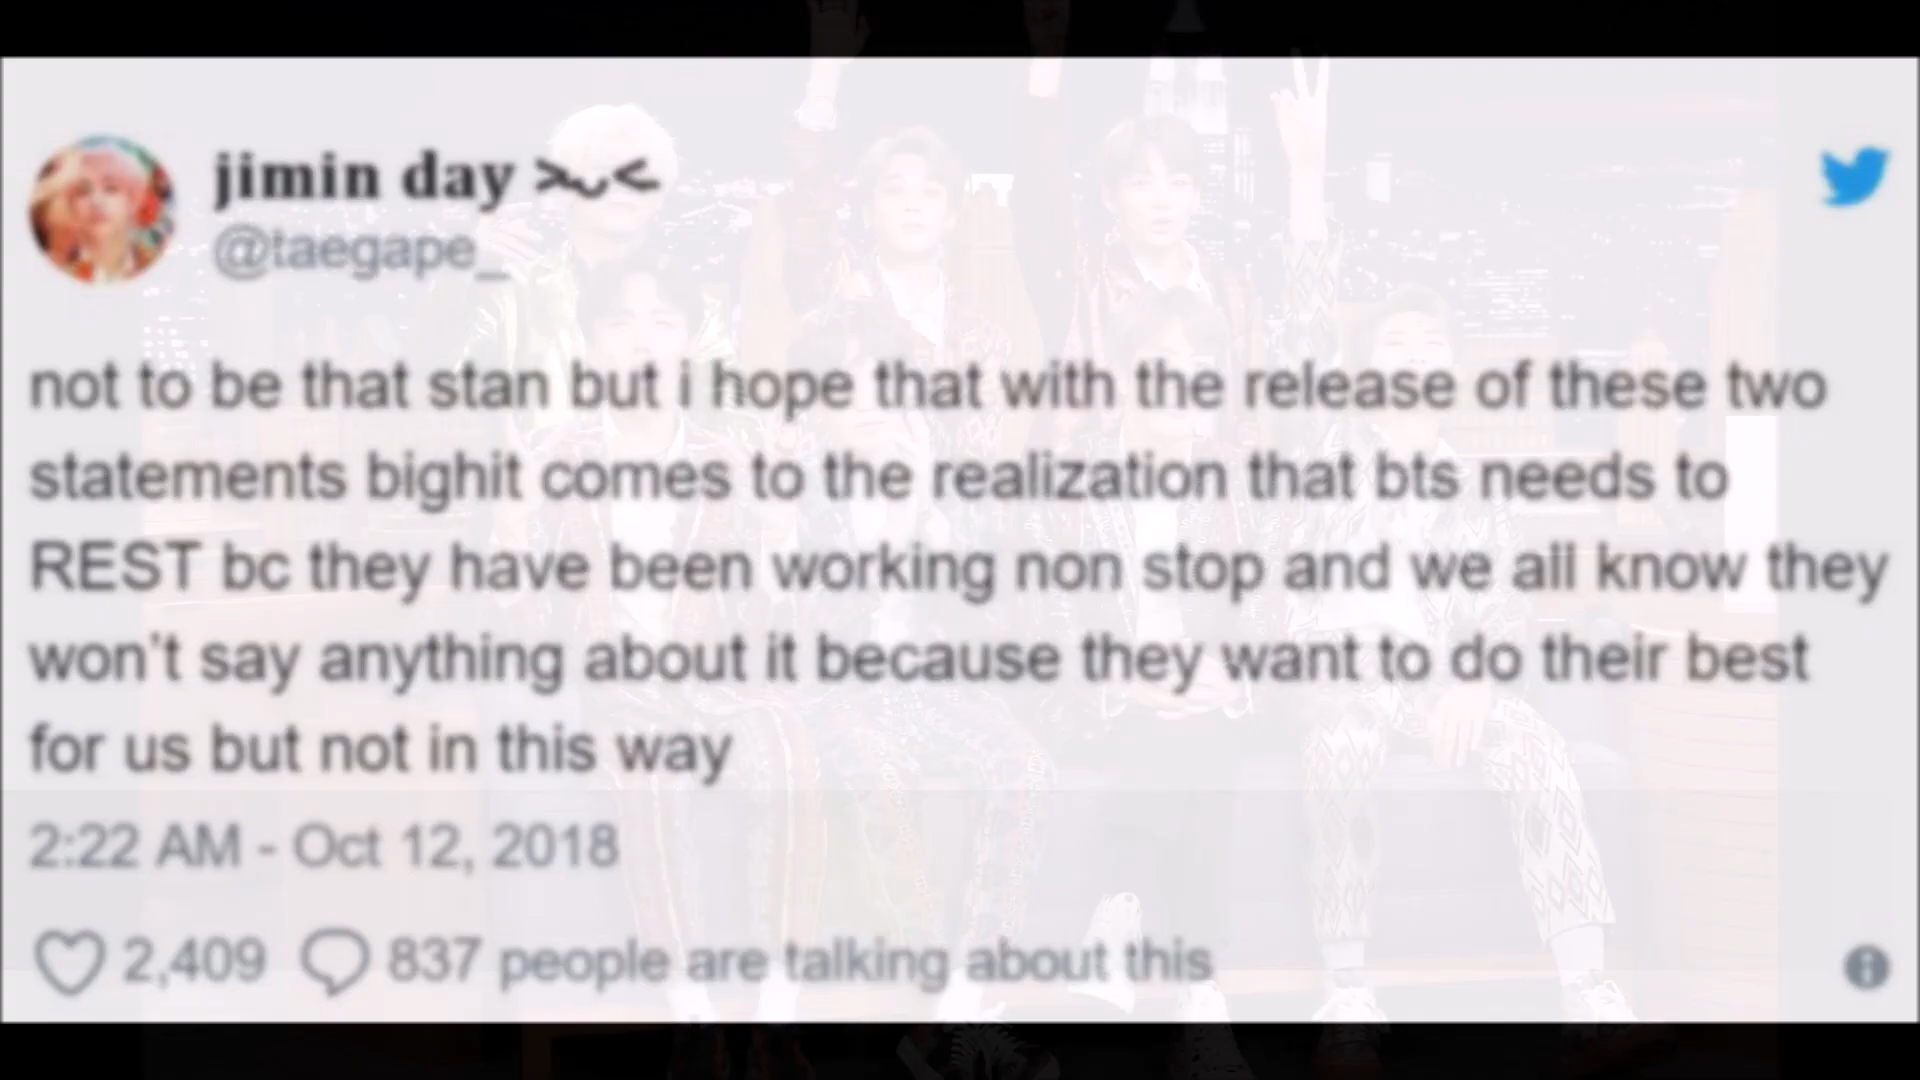 jimin day >ᴗ<
@taegape_
not to be that stan but i hope that with the release of these two
statements bighit comes to the realization that bts needs to
REST bc they have been working non stop and we all know they
won't say anything about it because they want to do their best
for us but not in this way
2:22 AM - Oct 12, 2018
2,409 837 people are talking about this